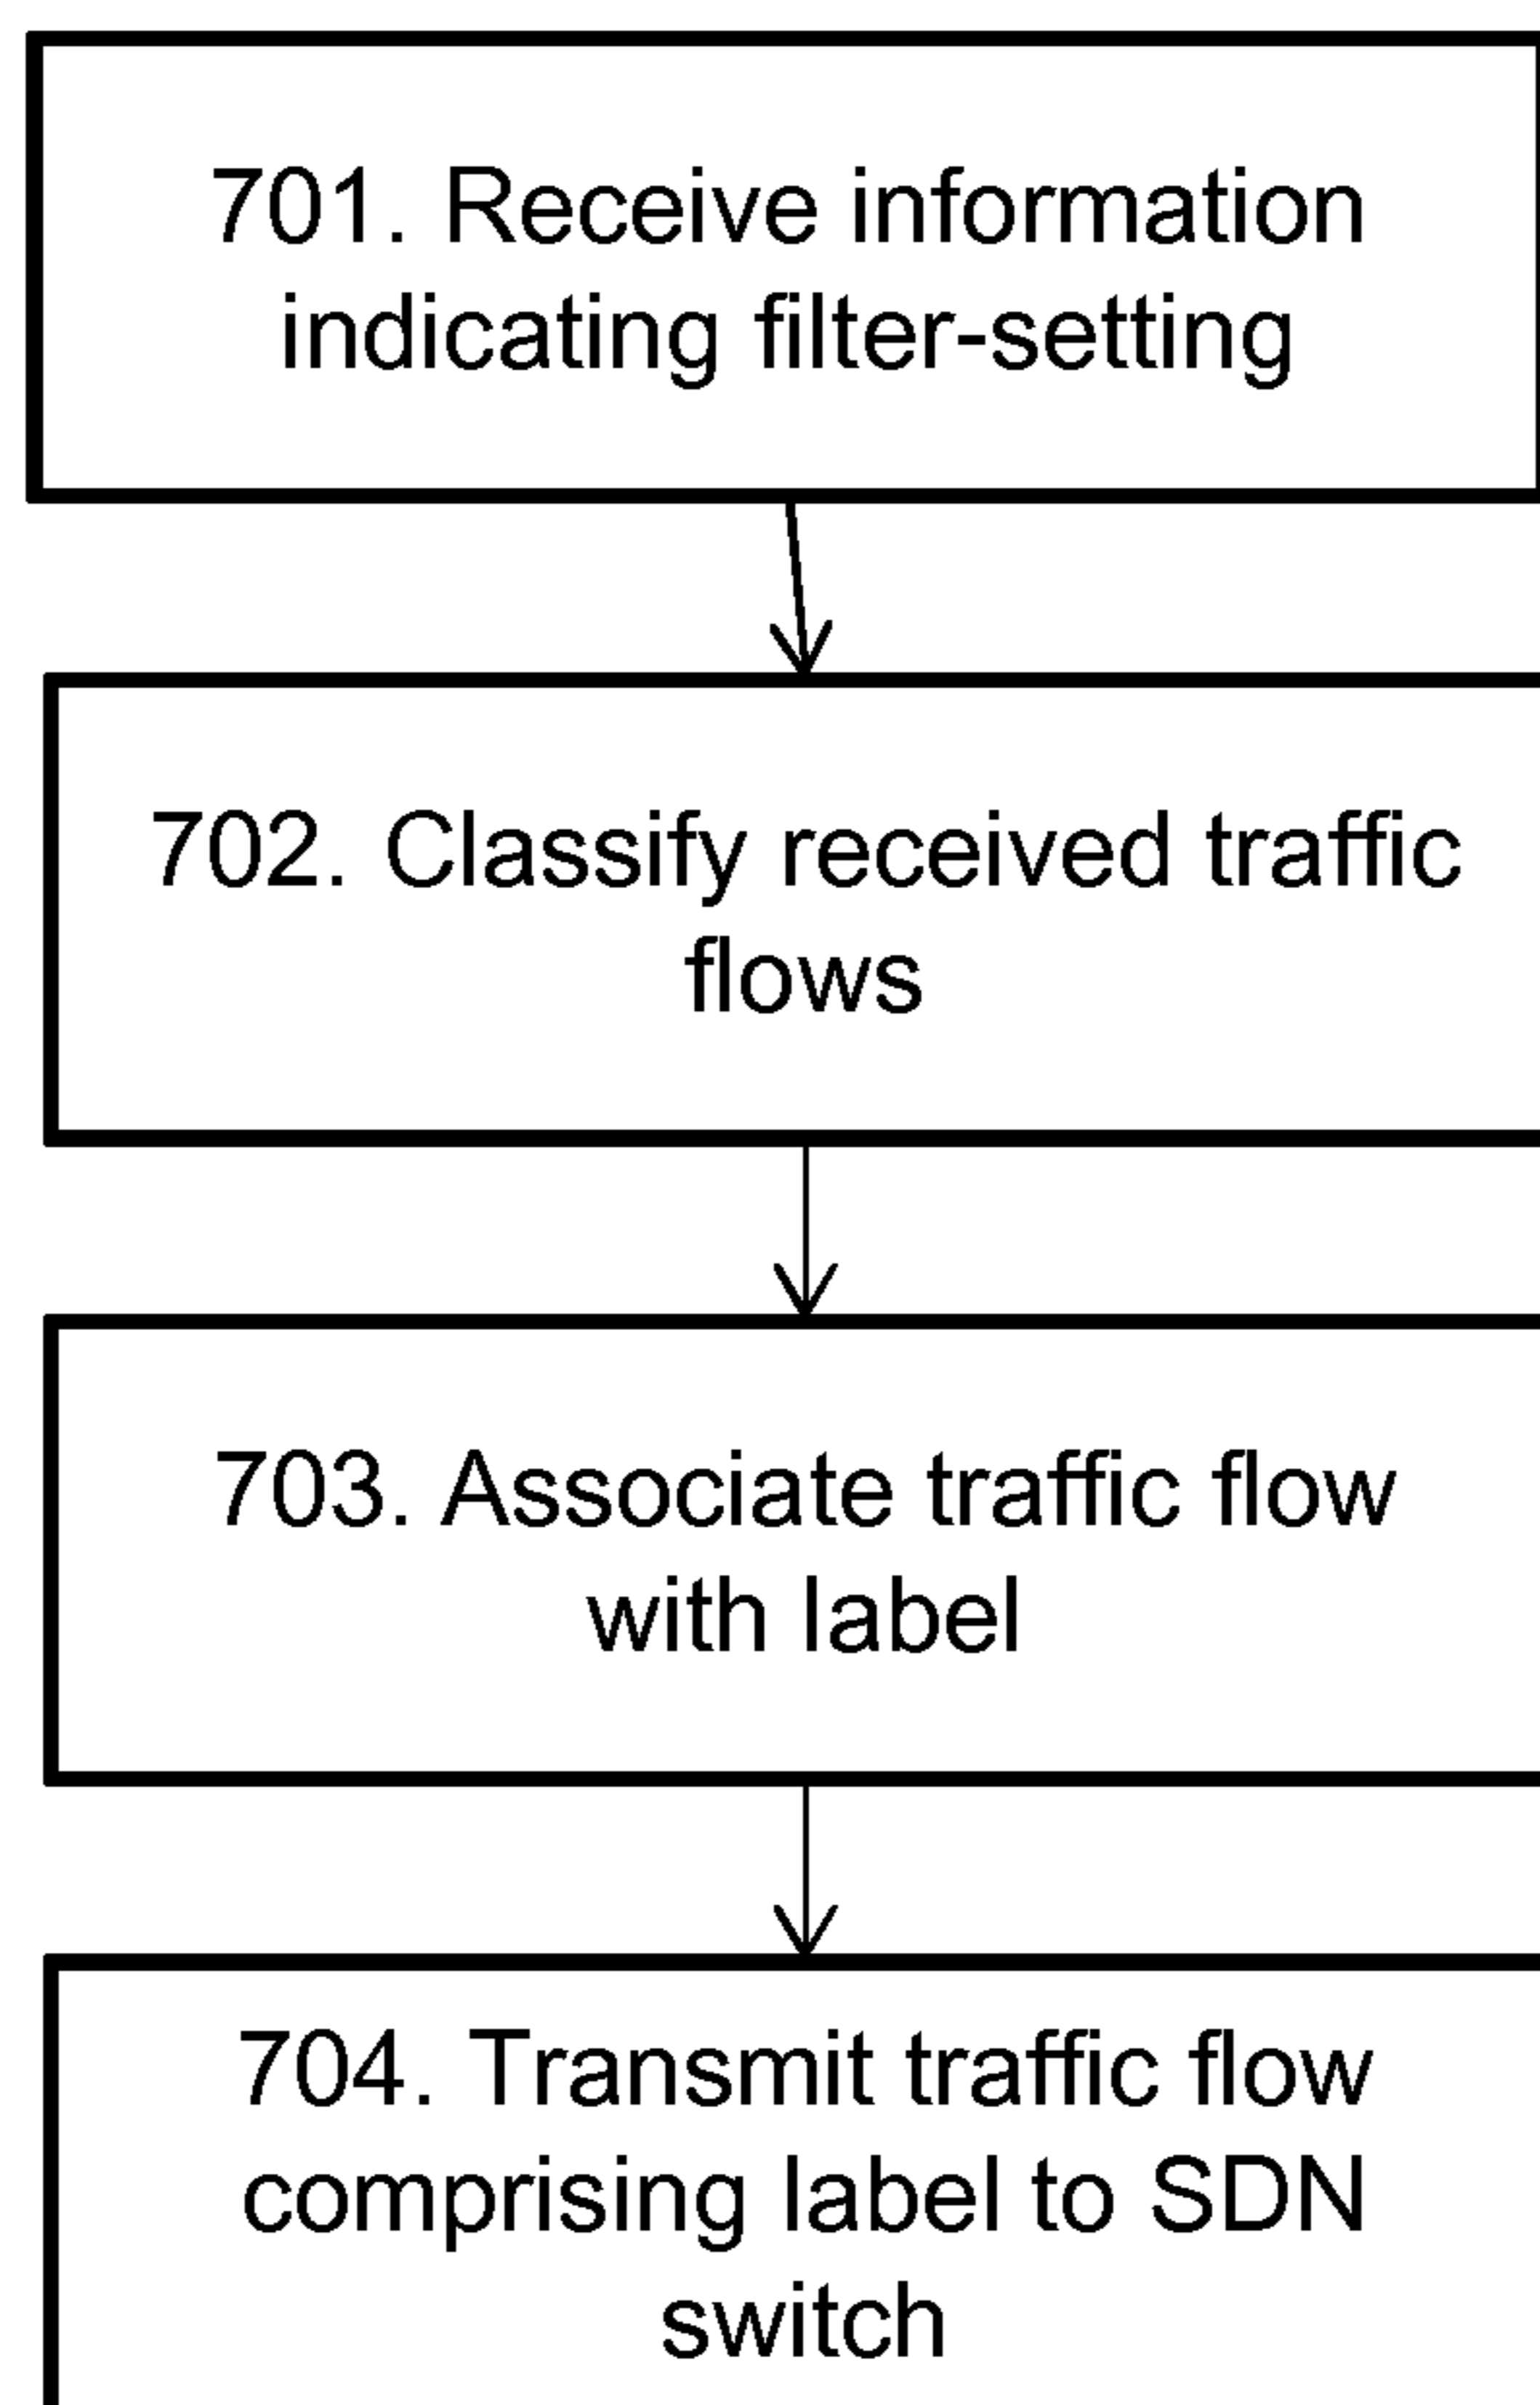 701. Receive information
indicating filter-setting
702. Classify received traffic
flows
703. Associate traffic flow
with label
704. Transmit traffic flow
comprising label to SDN
switch